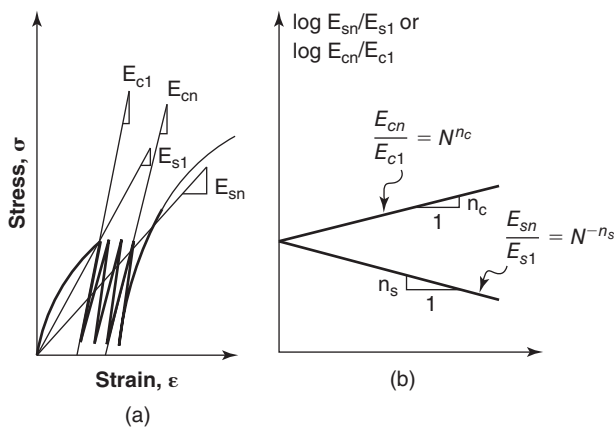 E_c1
E_cn
E_s1
E_sn
Stress, σ
Strain, ε
(a)
log E_sn/E_s1 or
log E_cn/E_c1
E_cn/E_c1 = N^n_c
n_c
1
E_sn/E_s1 = N^-n_s
n_s
1
(b)